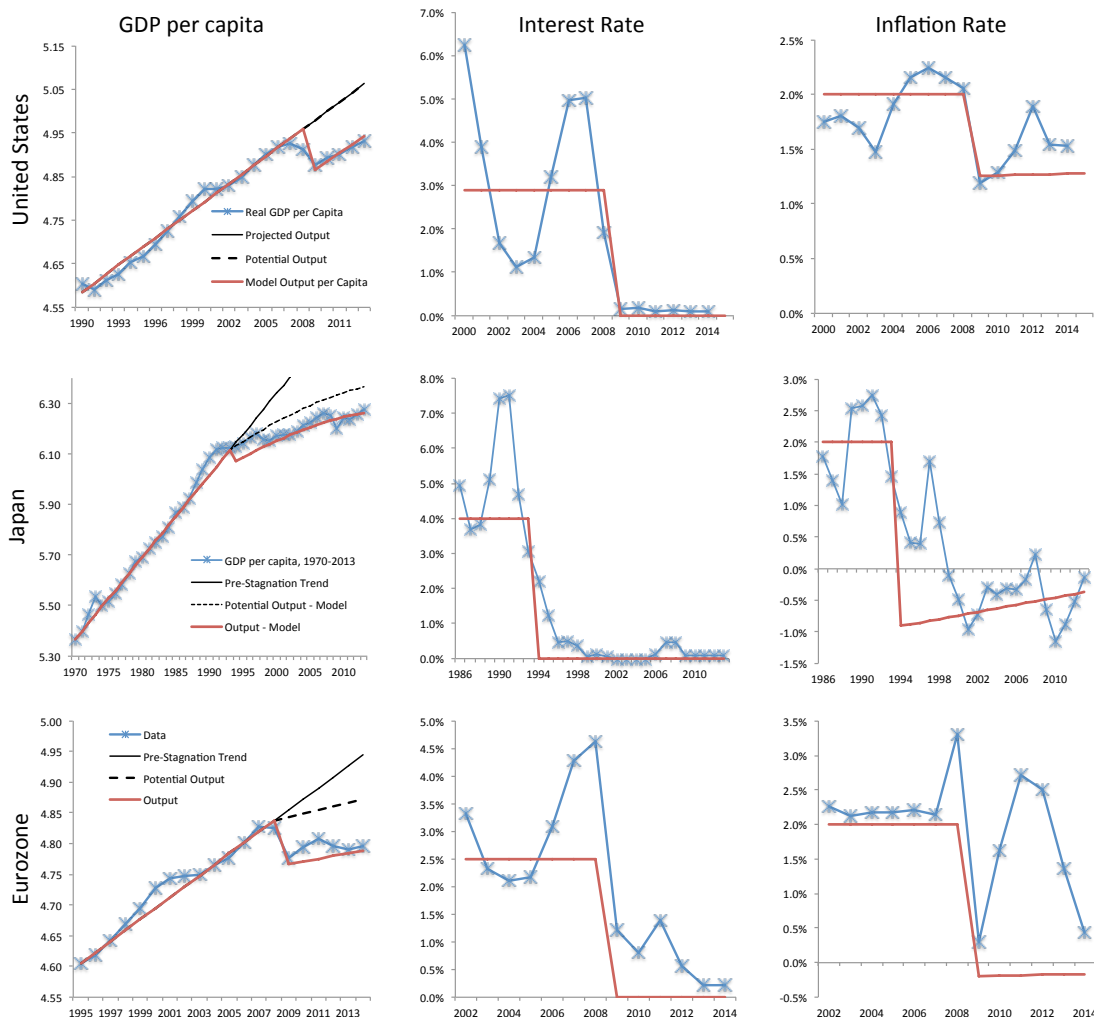 GDP per capita
Interest Rate
Inflation Rate
United States
5.15
5.05
4.95
4.85
4.75
4.65
4.55
Real GDP per Capita
Projected Output
Potential Output
Model Output per Capita
1990 1993 1996 1999 2002 2005 2008 2011
7.0%
6.0%
5.0%
4.0%
3.0%
2.0%
1.0%
0.0%
2000 2002 2004 2006 2008 2010 2012 2014
2.5%
2.0%
1.5%
1.0%
0.5%
0.0%
2000 2002 2004 2006 2008 2010 2012 2014
Japan
6.30
6.10
5.90
5.70
5.50
5.30
GDP per capita, 1970-2013
Pre-Stagnation Trend
Potential Output - Model
Output - Model
1970 1975 1980 1985 1990 1995 2000 2005 2010
8.0%
7.0%
6.0%
5.0%
4.0%
3.0%
2.0%
1.0%
0.0%
1986 1990 1994 1998 2002 2006 2010
3.0%
2.5%
2.0%
1.5%
1.0%
0.5%
0.0%
-0.5%
-1.0%
-1.5%
1986 1990 1994 1998 2002 2006 2010
Eurozone
5.00
4.95
4.90
4.85
4.80
4.75
4.70
4.65
4.60
4.55
Data
Pre-Stagnation Trend
Potential Output
Output
1995 1997 1999 2001 2003 2005 2007 2009 2011 2013
5.0%
4.5%
4.0%
3.5%
3.0%
2.5%
2.0%
1.5%
1.0%
0.5%
0.0%
2002 2004 2006 2008 2010 2012 2014
3.5%
3.0%
2.5%
2.0%
1.5%
1.0%
0.5%
0.0%
-0.5%
2002 2004 2006 2008 2010 2012 2014